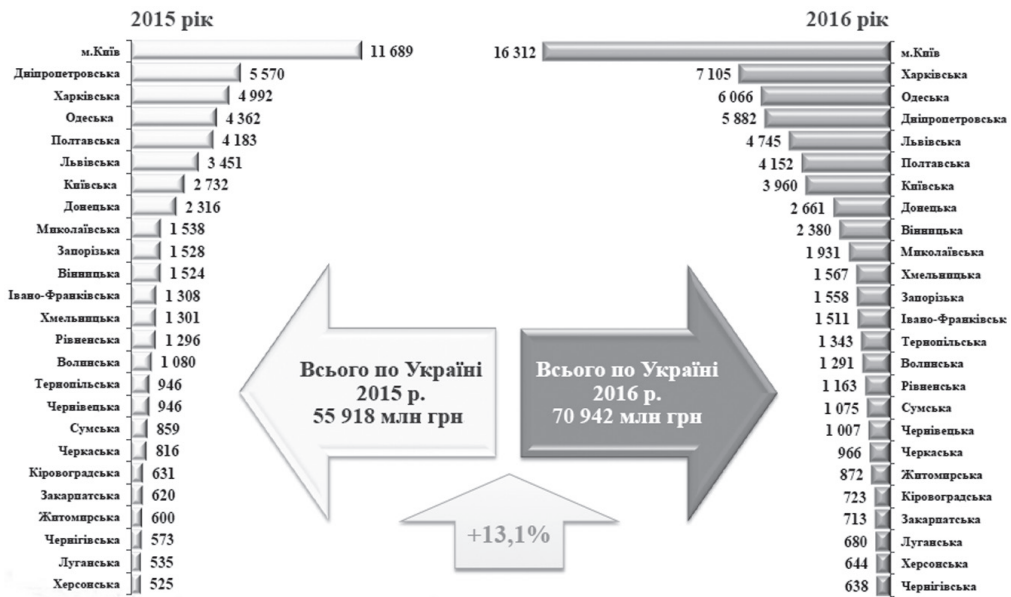 2015 рік
м.Київ 11 689
Дніпропетровська 5 570
Харківська 4 992
Одеська 4 362
Полтавська 4 183
Львівська 3 451
Київська 2 732
Донецька 2 316
Миколаївська 1 538
Запорізька 1 528
Вінницька 1 524
Івано-Франківська 1 308
Хмельницька 1 301
Рівненська 1 296
Волинська 1 080
Тернопільська 946
Чернівецька 946
Сумська 859
Черкаська 816
Кіровоградська 631
Закарпатська 620
Житомирська 600
Чернігівська 573
Луганська 535
Херсонська 525
Всього по Україні
2015 р.
55 918 млн грн
+13,1%
Всього по Україні
2016 р.
70 942 млн грн
2016 рік
16 312 м.Київ
7 105 Харківська
6 066 Одеська
5 882 Дніпропетровська
4 745 Львівська
4 152 Полтавська
3 960 Київська
2 661 Донецька
2 380 Вінницька
1 931 Миколаївська
1 567 Хмельницька
1 558 Запорізька
1 511 Івано-Франківськ
1 343 Тернопільська
1 291 Волинська
1 163 Рівненська
1 075 Сумська
1 007 Чернівецька
966 Черкаська
872 Житомирська
723 Кіровоградська
713 Закарпатська
680 Луганська
644 Херсонська
638 Чернігівська